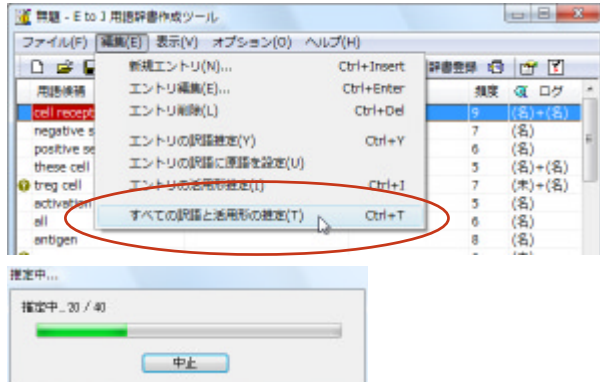 無題 - E to J 用語辞書作成ツール
ファイル(F) 編集(E) 表示(V) オプション(O) ヘルプ(H)
新規エントリ(N)... Ctrl+Insert
エントリ編集(E)... Ctrl+Enter
エントリ削除(L) Ctrl+Del
エントリの訳語推定(Y) Ctrl+Y
エントリの訳語に原語を設定(U)
エントリの活用形推定(I) Ctrl+I
すべての訳語と活用形の推定(T) Ctrl+T
辞書登録
用語候補 頻度 ログ
cell recept 9 (名)+(名)
negative s 7 (名)
positive se 6 (名)
these cell 5 (名)+(名)
treg cell 7 (未)+(名)
activation 5 (名)
all 6 (名)
antigen 8 (名)
推定中...
推定中... 20 / 40
中止